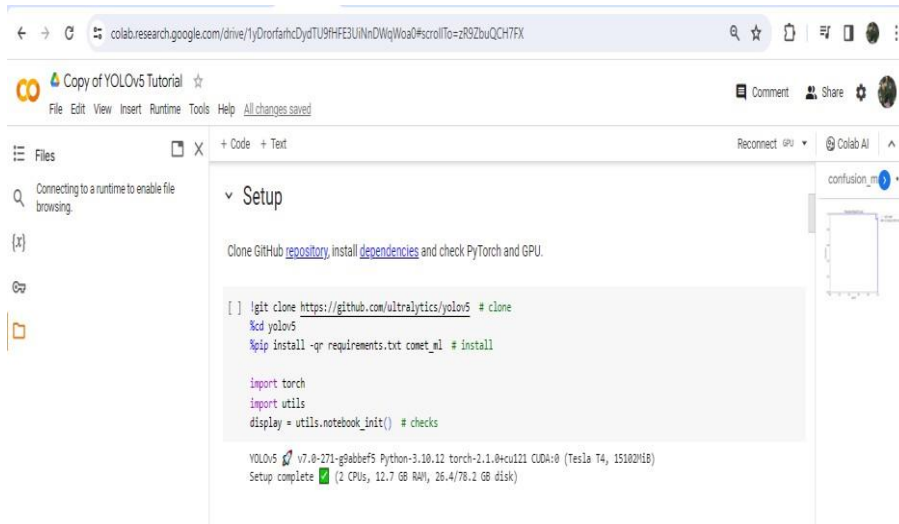 colab.research.google.com/drive/1yDrorfarhcDydTU9fHFE3UiNnDWqWoa0#scrollTo=zR9ZbuQCH7FX
Copy of YOLOv5 Tutorial
File Edit View Insert Runtime Tools Help All changes saved
Comment Share
Files
+ Code + Text
Reconnect GPU
Colab AI
Connecting to a runtime to enable file
browsing.
confusion_m
{x}
Setup
Clone GitHub repository, install dependencies and check PyTorch and GPU.
[ ] !git clone https://github.com/ultralytics/yolov5 # clone
%cd yolov5
%pip install -qr requirements.txt comet_ml # install
import torch
import utils
display = utils.notebook_init() # checks
YOLOv5 🚀 v7.0-271-g9abbef5 Python-3.10.12 torch-2.1.0+cu121 CUDA:0 (Tesla T4, 15102MiB)
Setup complete ✅ (2 CPUs, 12.7 GB RAM, 26.4/78.2 GB disk)